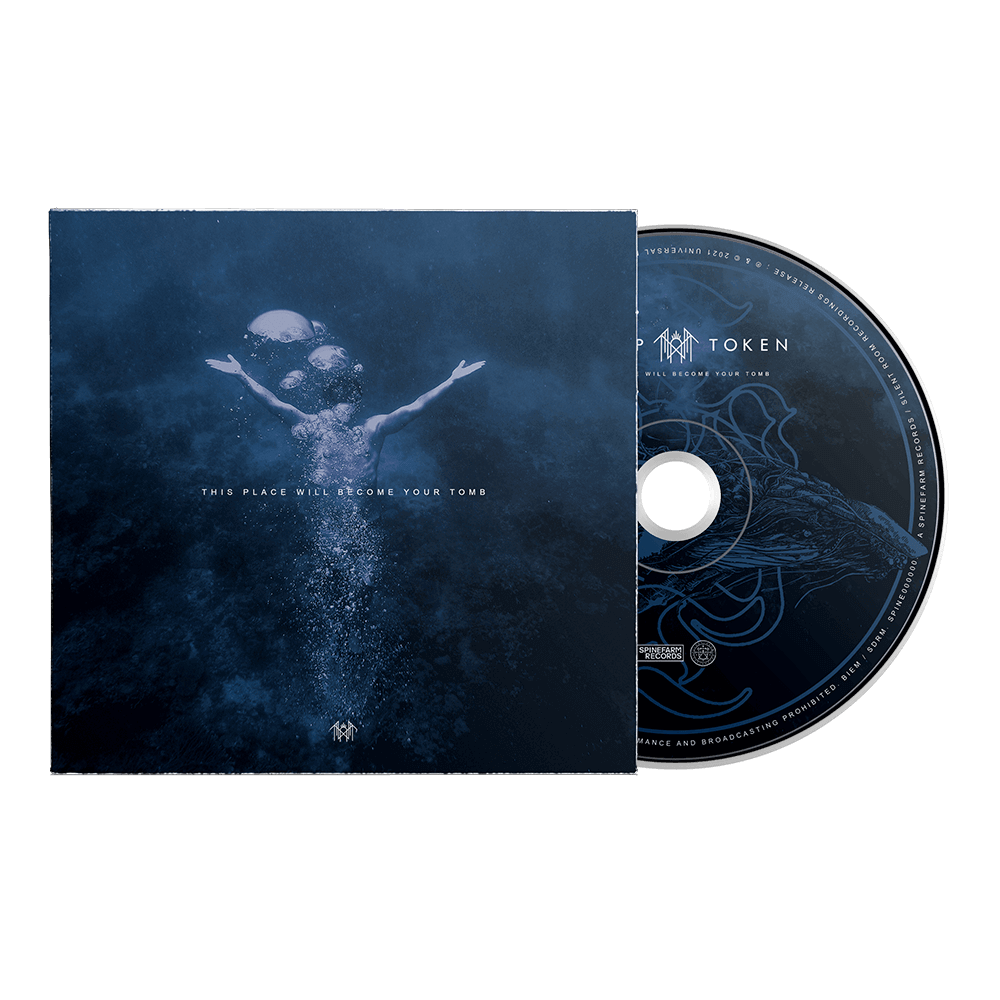 THIS PLACE WILL BECOME YOUR TOMB
P TOKEN
WILL BECOME YOUR TOMB
SPINEFARM
RECORDS
MANCE AND BROADCASTING PROHIBITED. BIEM / SDRM. SPINE000000 A SPINEFARM RECORDS / SILENT ROOM RECORDINGS RELEASE : ℗ & © 2021 UNIVERSAL